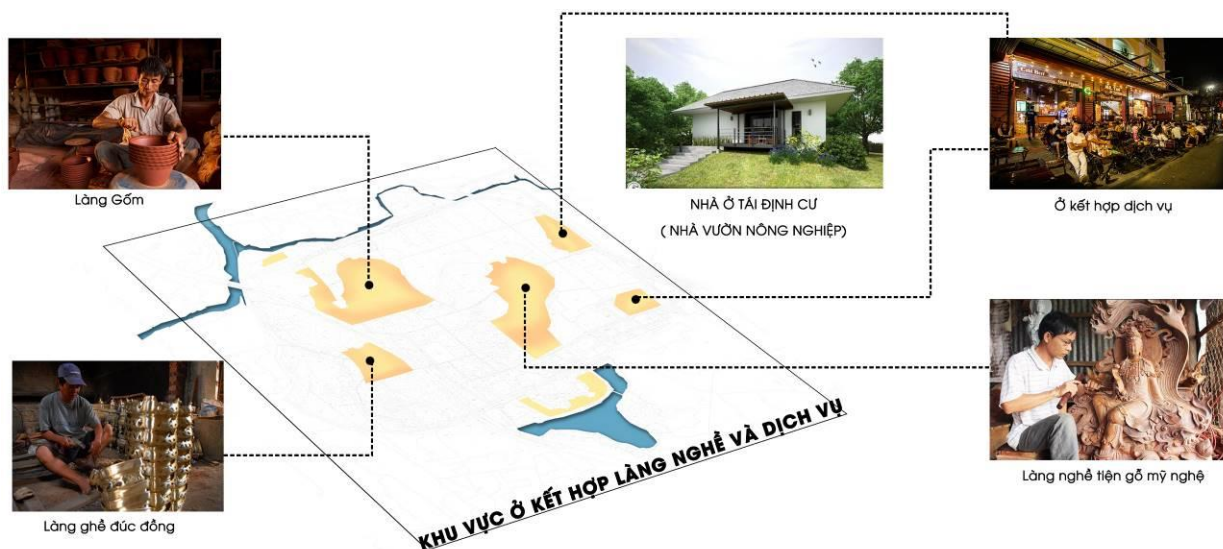 Làng Gốm
NHÀ Ở TÁI ĐỊNH CƯ
( NHÀ VƯỜN NÔNG NGHIỆP)
Ở kết hợp dịch vụ
Làng ghề đúc đồng
Làng nghề tiện gỗ mỹ nghệ
KHU VỰC Ở KẾT HỢP LÀNG NGHỀ VÀ DỊCH VỤ